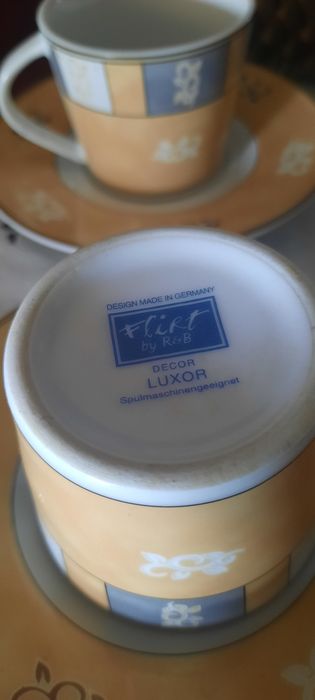 DESIGN MADE IN GERMANY
Flirt
by R&B
DECOR
LUXOR
Spülmaschinengeeignet